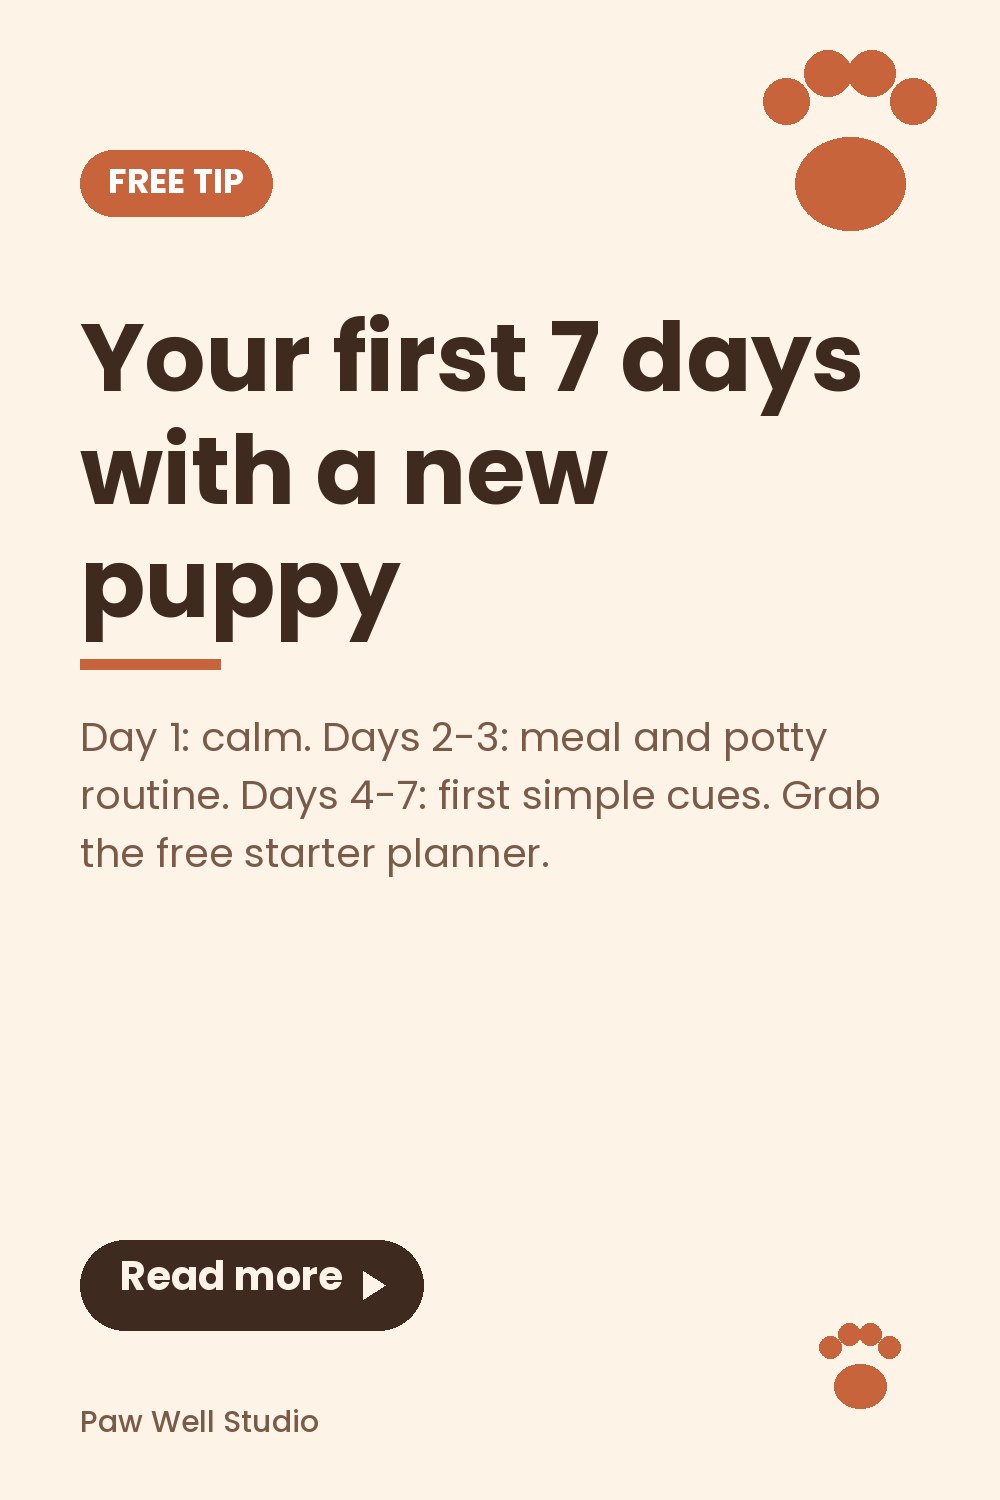 FREE TIP
Your first 7 days
with a new
puppy
Day 1: calm. Days 2-3: meal and potty
routine. Days 4-7: first simple cues. Grab
the free starter planner.
Read more
Paw Well Studio